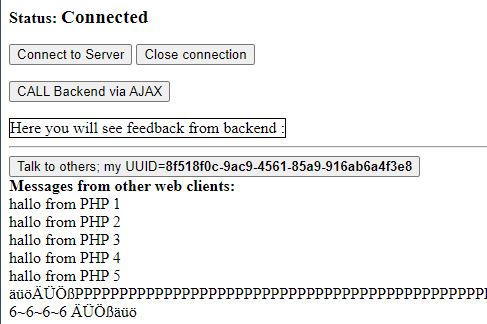 Status: Connected
Connect to Server Close connection
CALL Backend via AJAX
Here you will see feedback from backend :
Talk to others; my UUID=8f518f0c-9ac9-4561-85a9-916ab6a4f3e8
Messages from other web clients:
hallo from PHP 1
hallo from PHP 2
hallo from PHP 3
hallo from PHP 4
hallo from PHP 5
äüöÄÜÖßPPPPPPPPPPPPPPPPPPPPPPPPPPPPPPPPPPPPPPPPPPPPPP
6~6~6~6 ÄÜÖßäüö